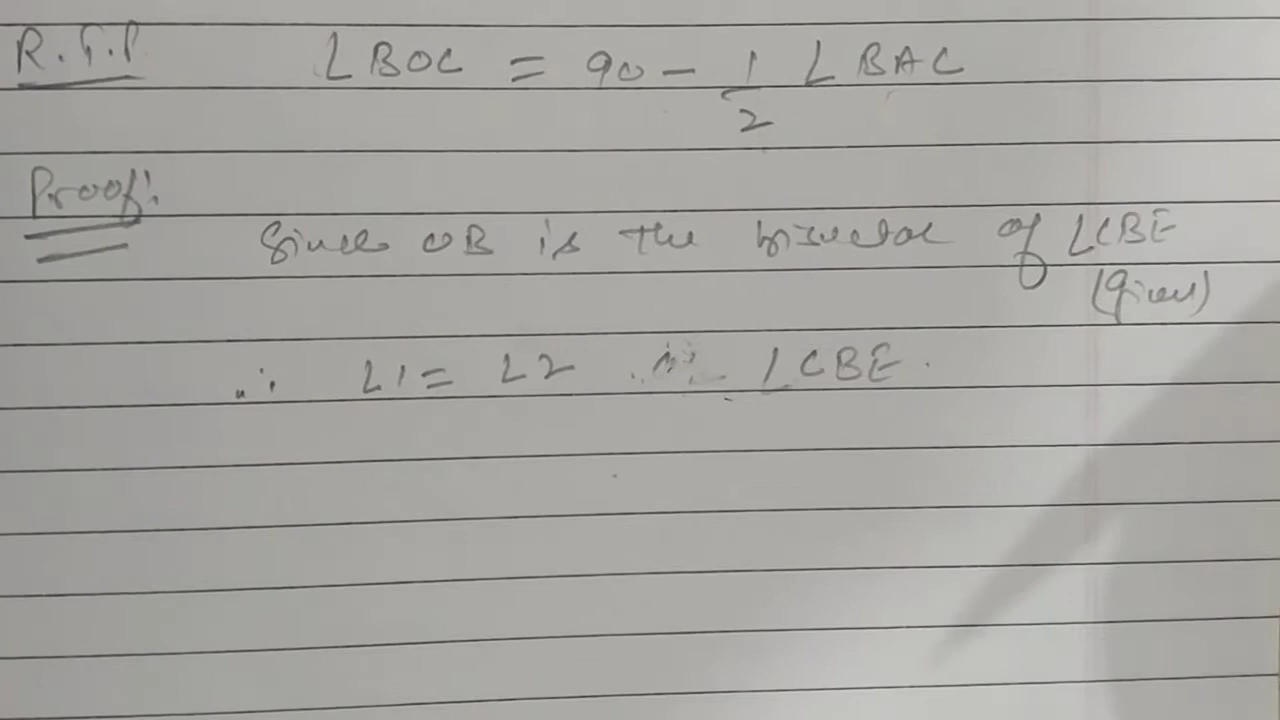 R.T.P ∠BOC = 90 - 1/2 ∠BAC
Proof:
Since OB is the bisector of ∠CBE
(Given)
∴ ∠1 = ∠2 ∠CBE.